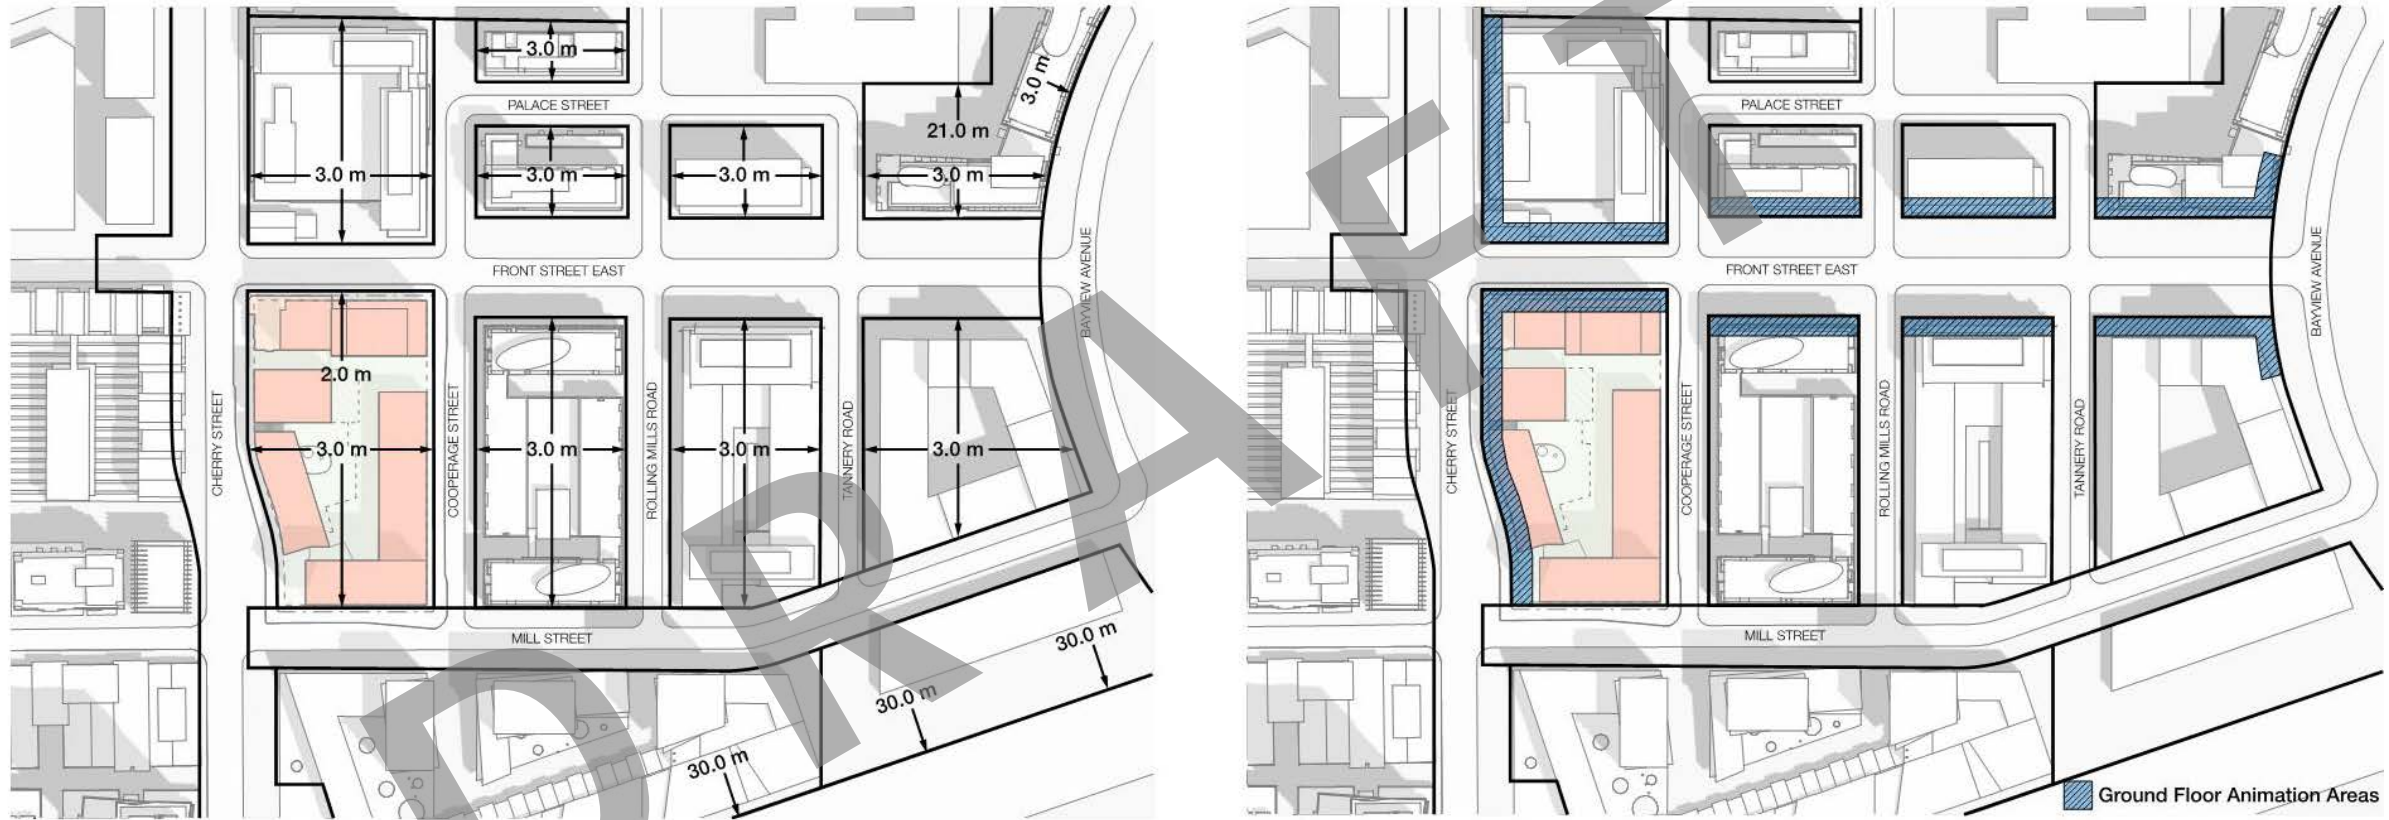 3.0 m
3.0 m
PALACE STREET
21.0 m
3.0 m
3.0 m
3.0 m
3.0 m
3.0 m
FRONT STREET EAST
BAYVIEW AVENUE
2.0 m
CHERRY STREET
3.0 m
COOPERAGE STREET
3.0 m
ROLLING MILLS ROAD
3.0 m
TANNERY ROAD
3.0 m
MILL STREET
30.0 m
30.0 m
30.0 m
PALACE STREET
FRONT STREET EAST
BAYVIEW AVENUE
CHERRY STREET
COOPERAGE STREET
ROLLING MILLS ROAD
TANNERY ROAD
MILL STREET
Ground Floor Animation Areas
DRAFT